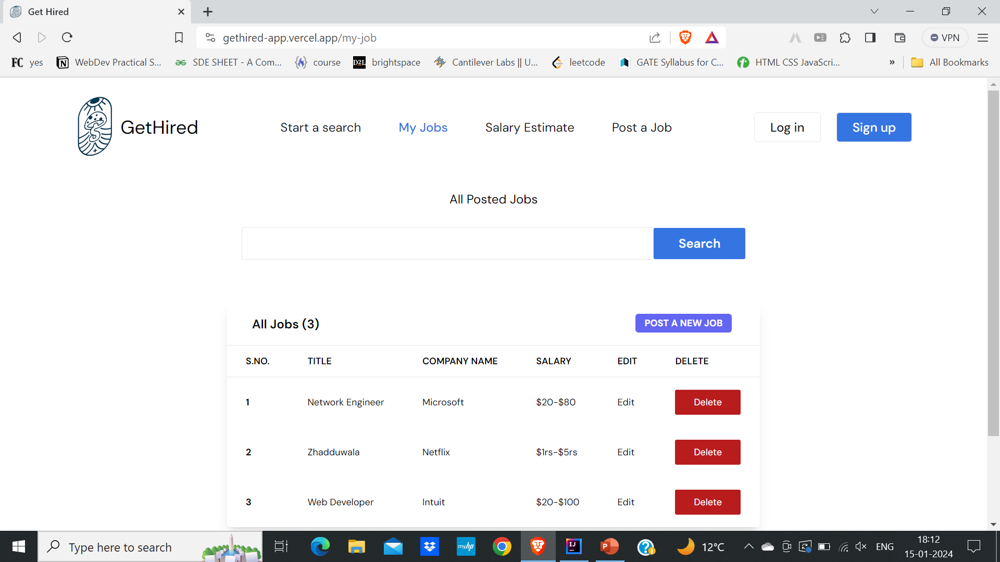 Get Hired
gethired-app.vercel.app/my-job
VPN
FC yes
WebDev Practical S...
SDE SHEET - A Com...
course
D2L brightspace
Cantilever Labs || U...
leetcode
GATE Syllabus for C...
HTML CSS JavaScri...
»
All Bookmarks
GetHired
Start a search
My Jobs
Salary Estimate
Post a Job
Log in
Sign up
All Posted Jobs
Search
All Jobs (3)
POST A NEW JOB
S.NO. TITLE COMPANY NAME SALARY EDIT DELETE
1 Network Engineer Microsoft $20-$80 Edit Delete
2 Zhadduwala Netflix $1rs-$5rs Edit Delete
3 Web Developer Intuit $20-$100 Edit Delete
Type here to search
myhp
IJ
P
12°C
ENG
18:12
15-01-2024